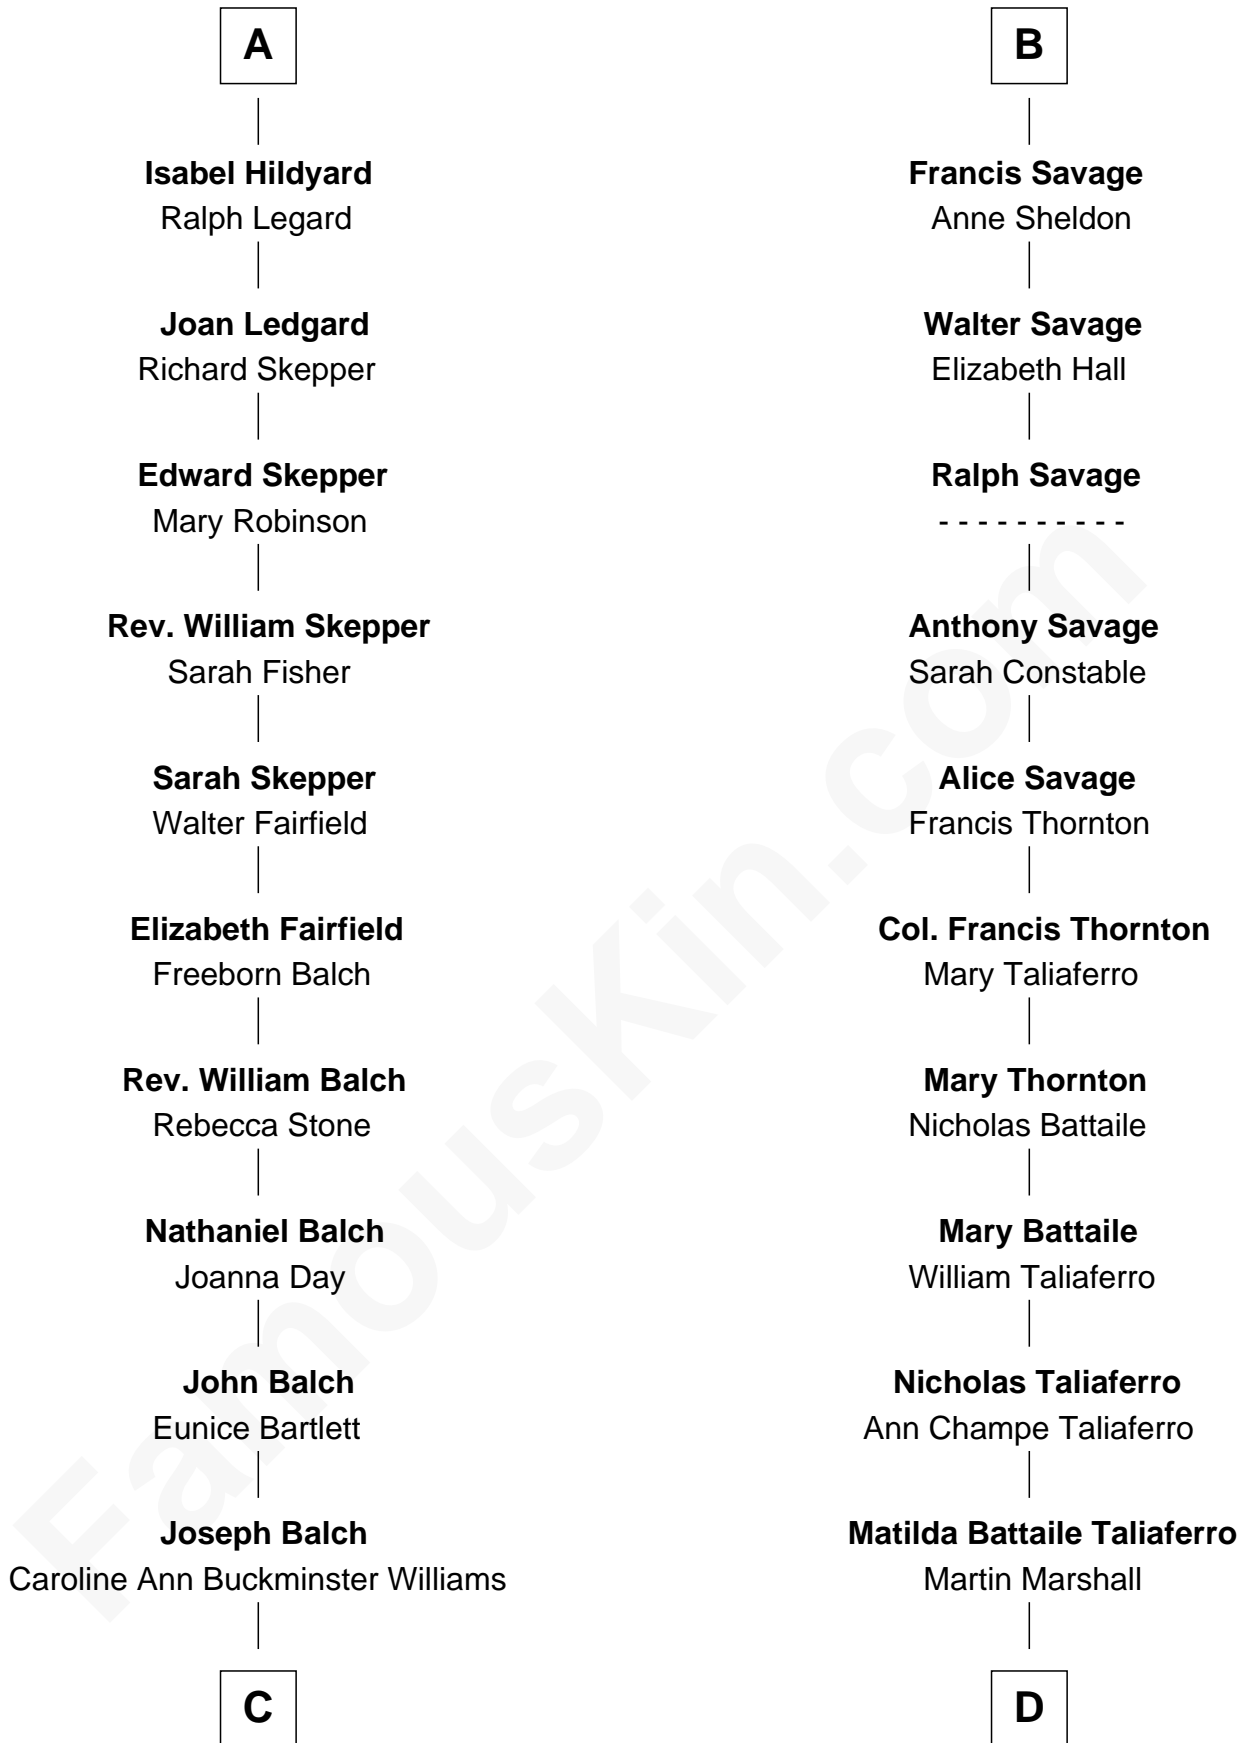 A
Isabel Hildyard
Ralph Legard
Joan Ledgard
Richard Skepper
Edward Skepper
Mary Robinson
Rev. William Skepper
Sarah Fisher
Sarah Skepper
Walter Fairfield
Elizabeth Fairfield
Freeborn Balch
Rev. William Balch
Rebecca Stone
Nathaniel Balch
Joanna Day
John Balch
Eunice Bartlett
Joseph Balch
Caroline Ann Buckminster Williams
C
B
Francis Savage
Anne Sheldon
Walter Savage
Elizabeth Hall
Ralph Savage
- - - - - - - - - -
Anthony Savage
Sarah Constable
Alice Savage
Francis Thornton
Col. Francis Thornton
Mary Taliaferro
Mary Thornton
Nicholas Battaile
Mary Battaile
William Taliaferro
Nicholas Taliaferro
Ann Champe Taliaferro
Matilda Battaile Taliaferro
Martin Marshall
D
FamousKin.com